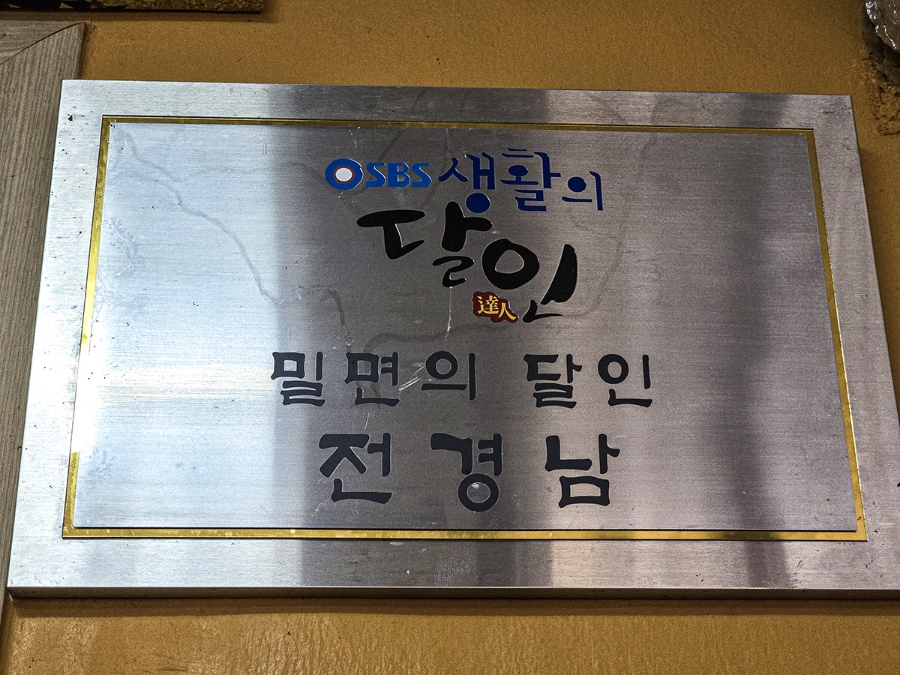 SBS 생활의
달인
達人
밀면의 달인
전경남